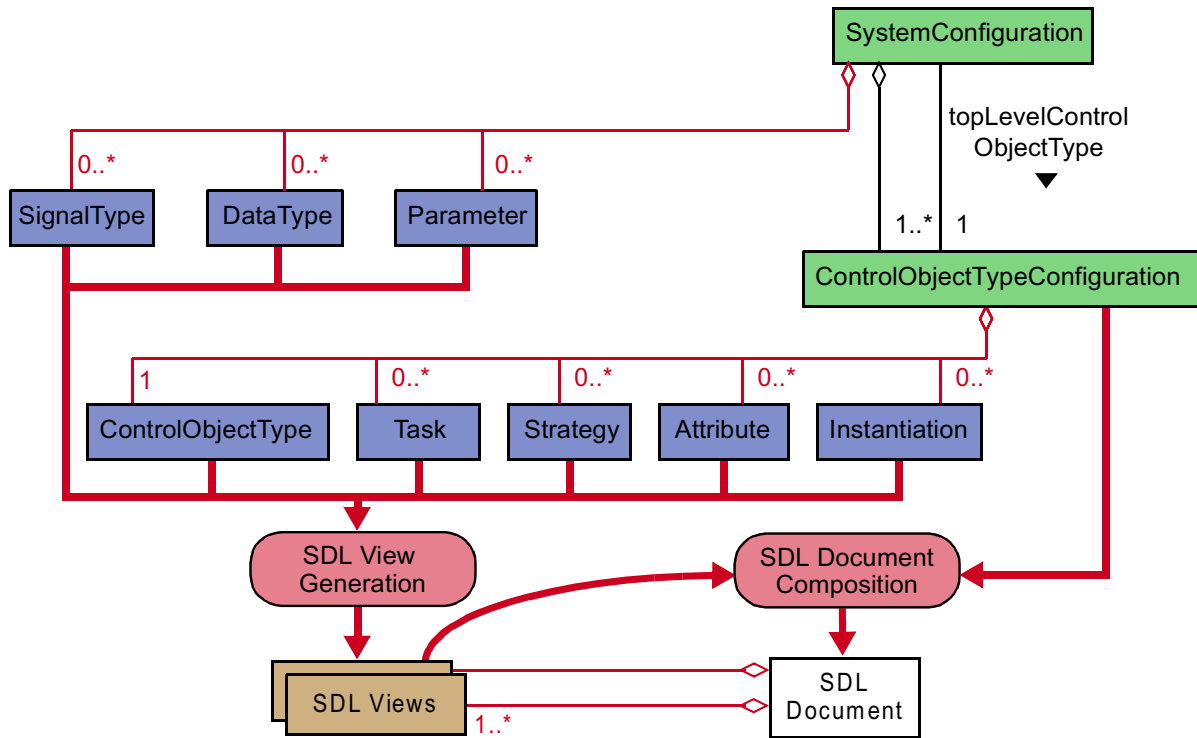 SystemConfiguration
topLevelControl
ObjectType
0..*
0..*
0..*
SignalType
DataType
Parameter
1..*
1
ControlObjectTypeConfiguration
1
0..*
0..*
0..*
0..*
ControlObjectType
Task
Strategy
Attribute
Instantiation
SDL View
Generation
SDL Document
Composition
SDL Views
1..*
SDL
Document